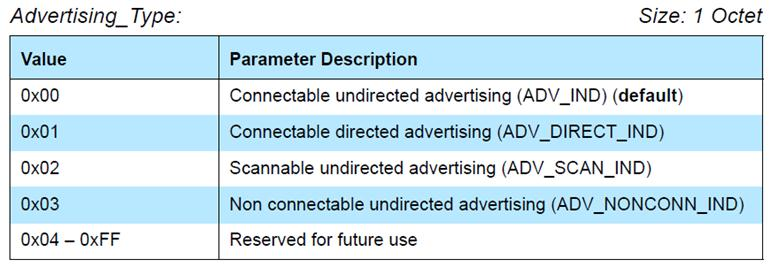 Advertising_Type: Size: 1 Octet
Value Parameter Description
0x00 Connectable undirected advertising (ADV_IND) (default)
0x01 Connectable directed advertising (ADV_DIRECT_IND)
0x02 Scannable undirected advertising (ADV_SCAN_IND)
0x03 Non connectable undirected advertising (ADV_NONCONN_IND)
0x04 – 0xFF Reserved for future use